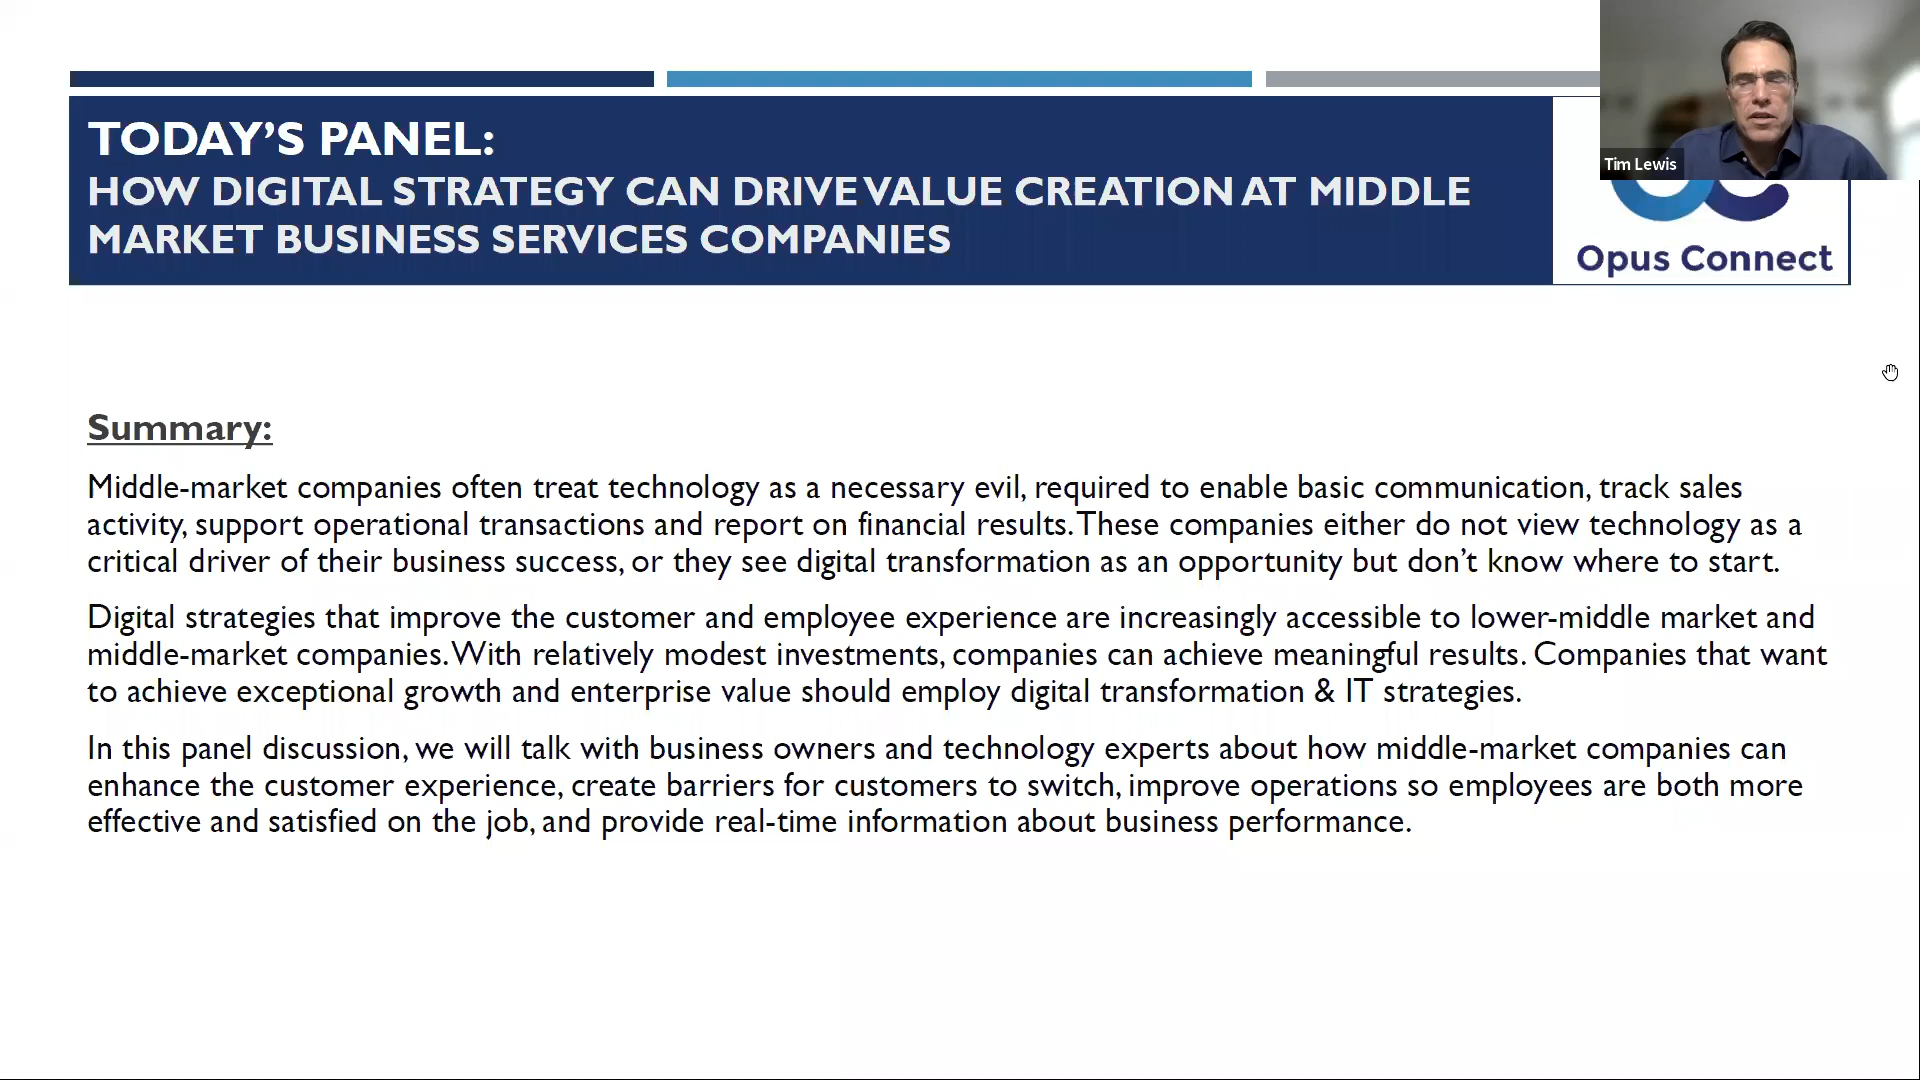 TODAY’S PANEL:
HOW DIGITAL STRATEGY CAN DRIVE VALUE CREATION AT MIDDLE
MARKET BUSINESS SERVICES COMPANIES
Tim Lewis
Opus Connect
Summary:
Middle-market companies often treat technology as a necessary evil, required to enable basic communication, track sales
activity, support operational transactions and report on financial results. These companies either do not view technology as a
critical driver of their business success, or they see digital transformation as an opportunity but don’t know where to start.
Digital strategies that improve the customer and employee experience are increasingly accessible to lower-middle market and
middle-market companies. With relatively modest investments, companies can achieve meaningful results. Companies that want
to achieve exceptional growth and enterprise value should employ digital transformation & IT strategies.
In this panel discussion, we will talk with business owners and technology experts about how middle-market companies can
enhance the customer experience, create barriers for customers to switch, improve operations so employees are both more
effective and satisfied on the job, and provide real-time information about business performance.